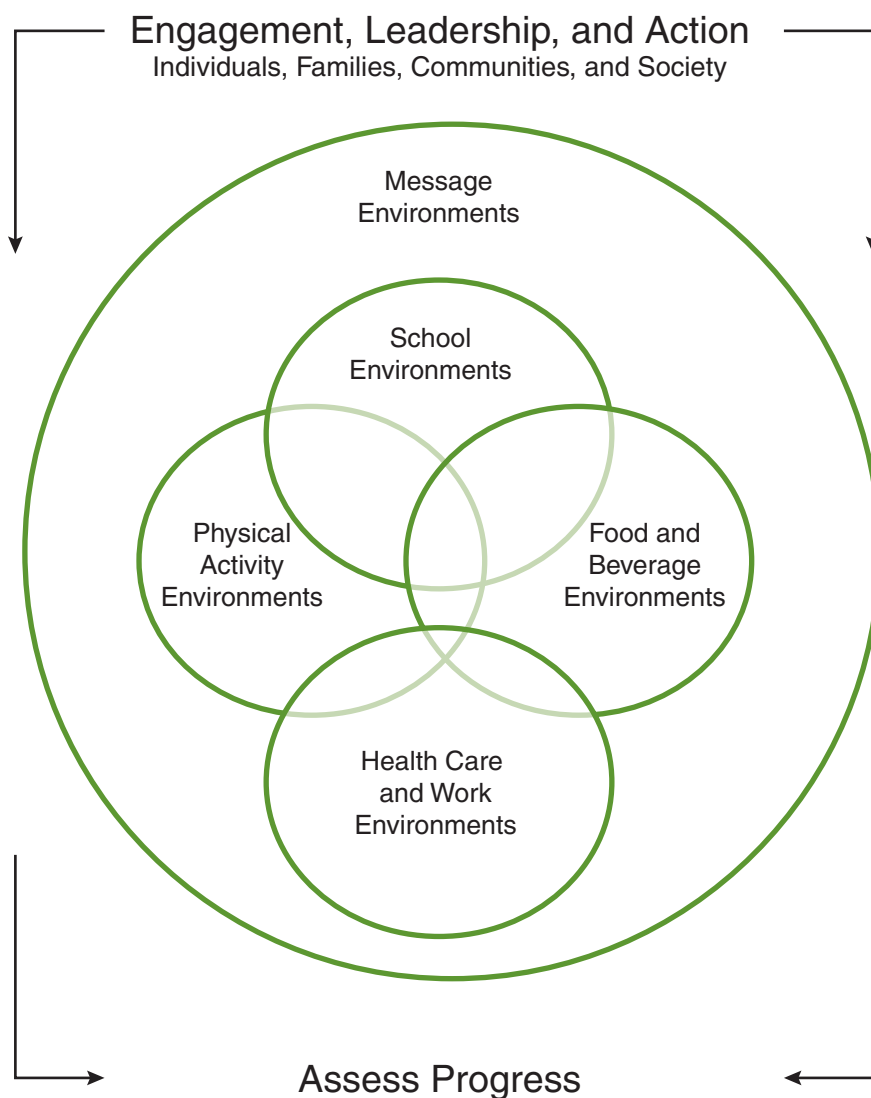 Engagement, Leadership, and Action
Individuals, Families, Communities, and Society
Message
Environments
School
Environments
Physical
Activity
Environments
Food and
Beverage
Environments
Health Care
and Work
Environments
Assess Progress